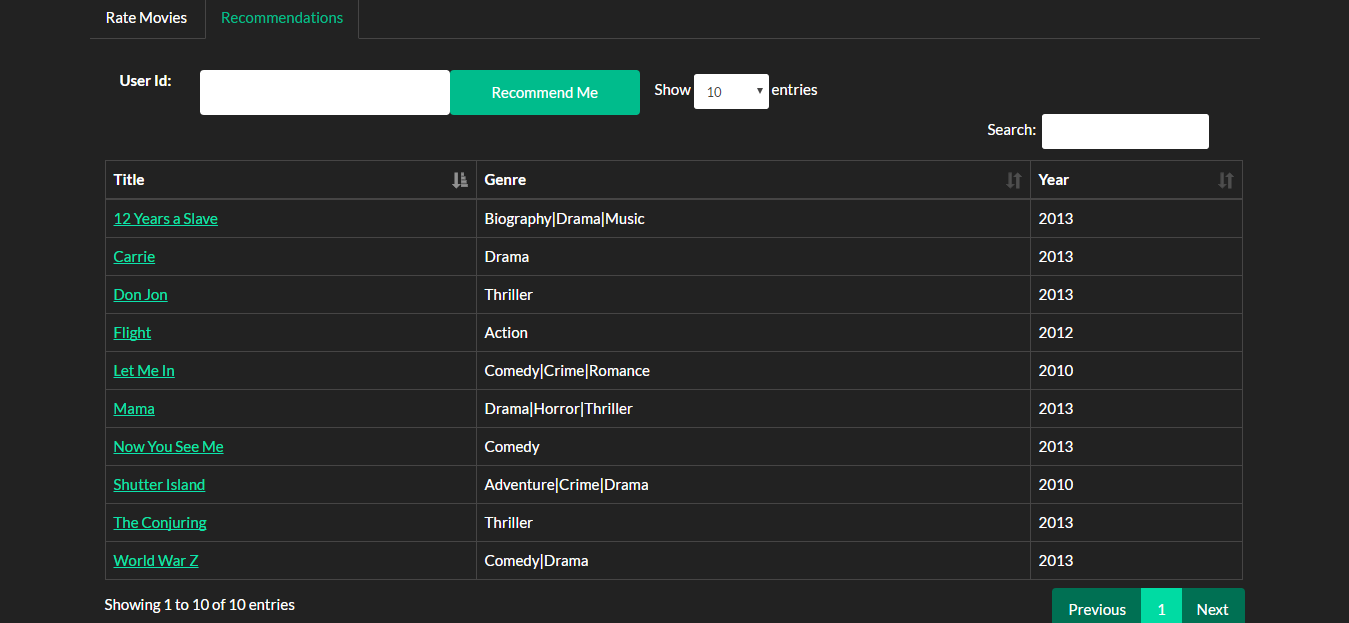 Rate Movies Recommendations
User Id: Recommend Me Show 10 entries
Search:
Title Genre Year
12 Years a Slave Biography|Drama|Music 2013
Carrie Drama 2013
Don Jon Thriller 2013
Flight Action 2012
Let Me In Comedy|Crime|Romance 2010
Mama Drama|Horror|Thriller 2013
Now You See Me Comedy 2013
Shutter Island Adventure|Crime|Drama 2010
The Conjuring Thriller 2013
World War Z Comedy|Drama 2013
Showing 1 to 10 of 10 entries Previous 1 Next